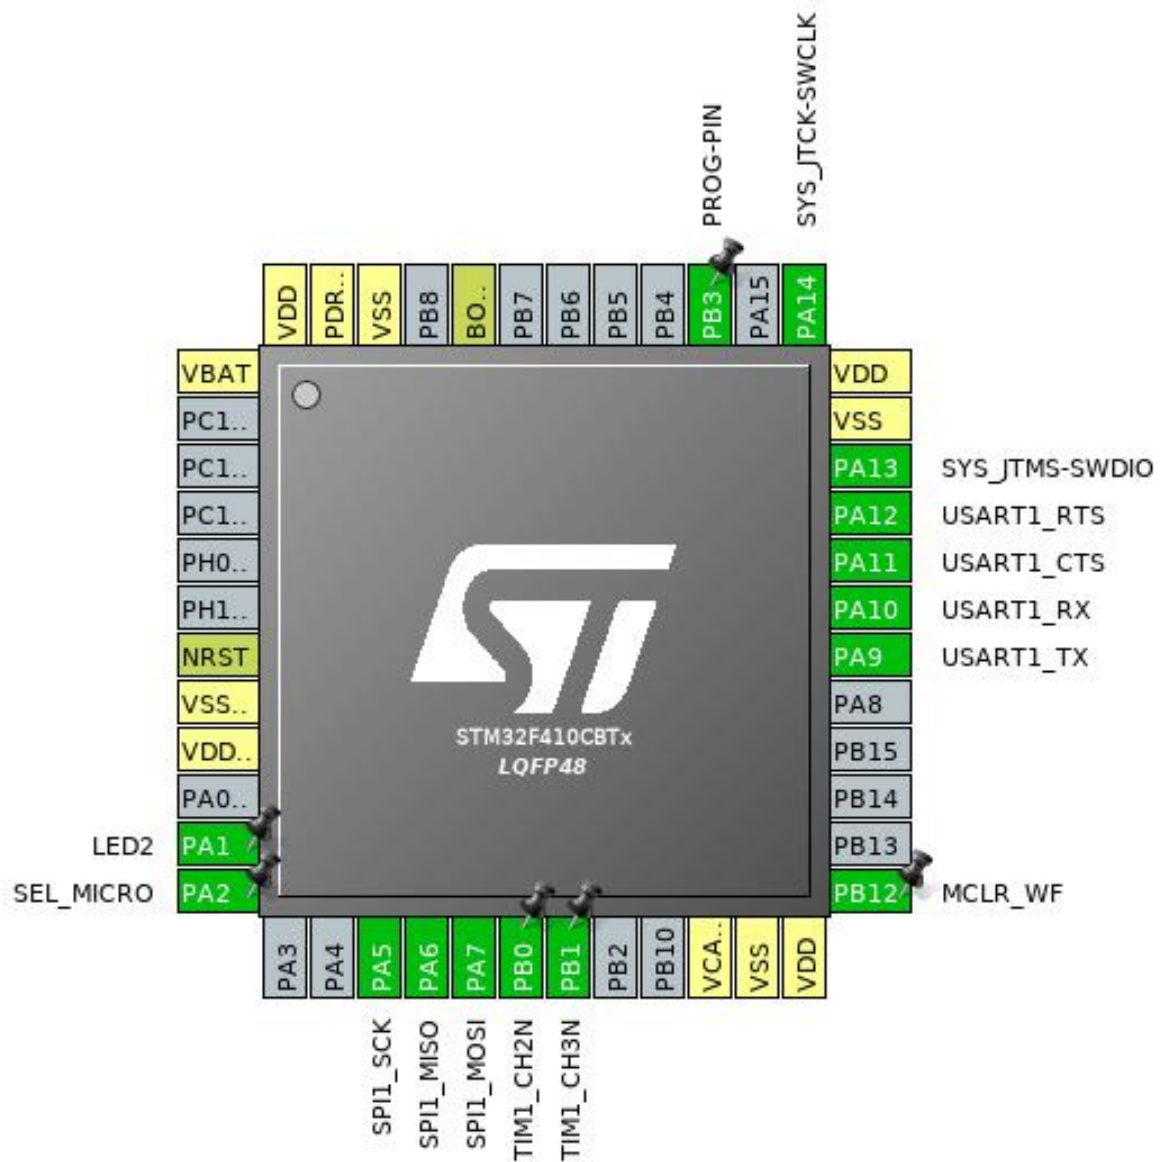 PROG-PIN
SYS_JTCK-SWCLK
VDD
PDR..
VSS
PB8
BO..
PB7
PB6
PB5
PB4
PB3
PA15
PA14
VBAT
PC1..
PC1..
PC1..
PH0..
PH1..
NRST
VSS..
VDD..
PA0..
LED2 PA1
SEL_MICRO PA2
VDD
VSS
PA13 SYS_JTMS-SWDIO
PA12 USART1_RTS
PA11 USART1_CTS
PA10 USART1_RX
PA9 USART1_TX
PA8
PB15
PB14
PB13
PB12 MCLR_WF
ST
STM32F410CBTx
LQFP48
PA3
PA4
PA5
PA6
PA7
PB0
PB1
PB2
PB10
VCA..
VSS
VDD
SPI1_SCK
SPI1_MISO
SPI1_MOSI
TIM1_CH2N
TIM1_CH3N